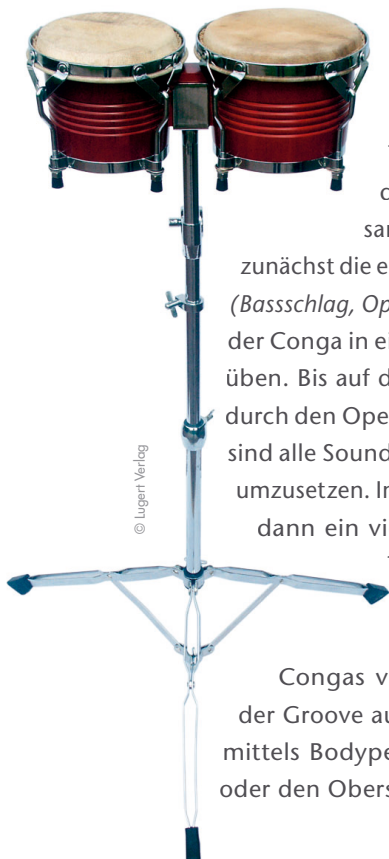 zunächst die e
(Bassschlag, Op
der Conga in ei
üben. Bis auf d
durch den Ope
sind alle Sound
umzusetzen. In
dann ein vi
Congas v
der Groove au
mittels Bodype
oder den Obers
© Lugert Verlag